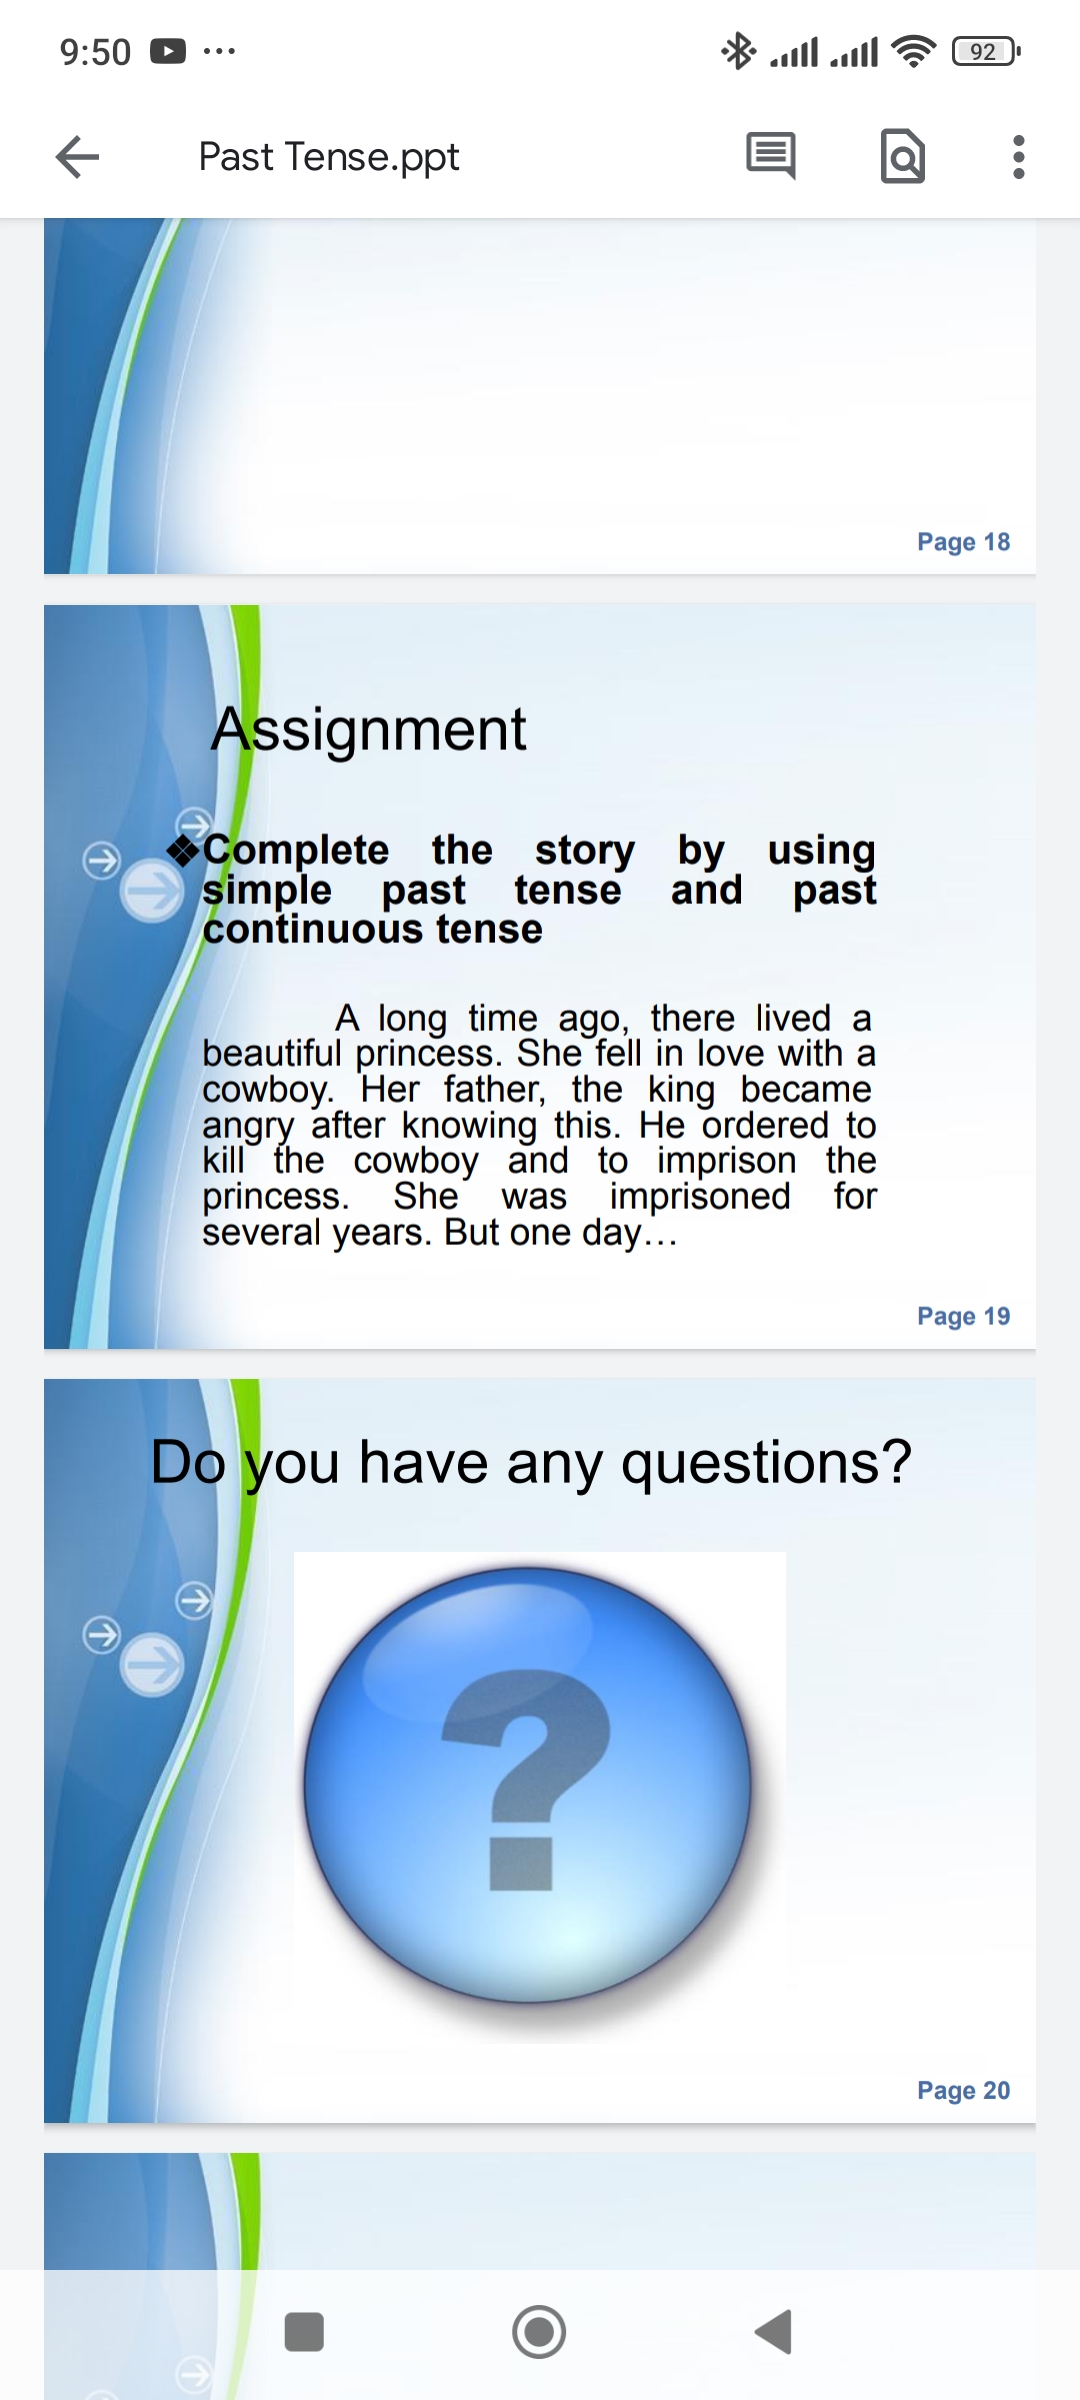 9:50
92
Past Tense.ppt
Page 18
Assignment
❖Complete the story by using
simple past tense and past
continuous tense
A long time ago, there lived a
beautiful princess. She fell in love with a
cowboy. Her father, the king became
angry after knowing this. He ordered to
kill the cowboy and to imprison the
princess. She was imprisoned for
several years. But one day…
Page 19
Do you have any questions?
?
Page 20